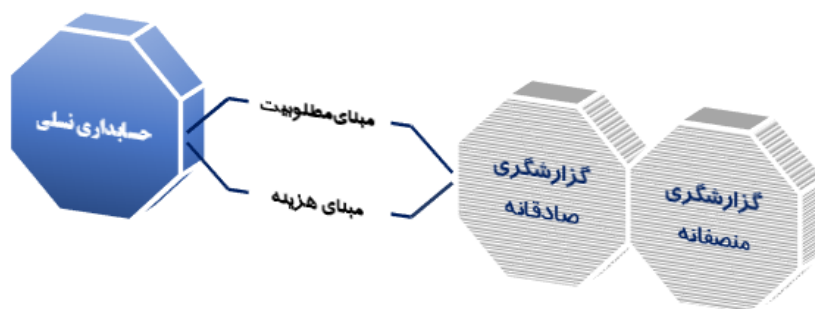 حسابداری نسلی
مبنای مطلوبیت
مبنای هزینه
گزارشگری
صادقانه
گزارشگری
منصفانه